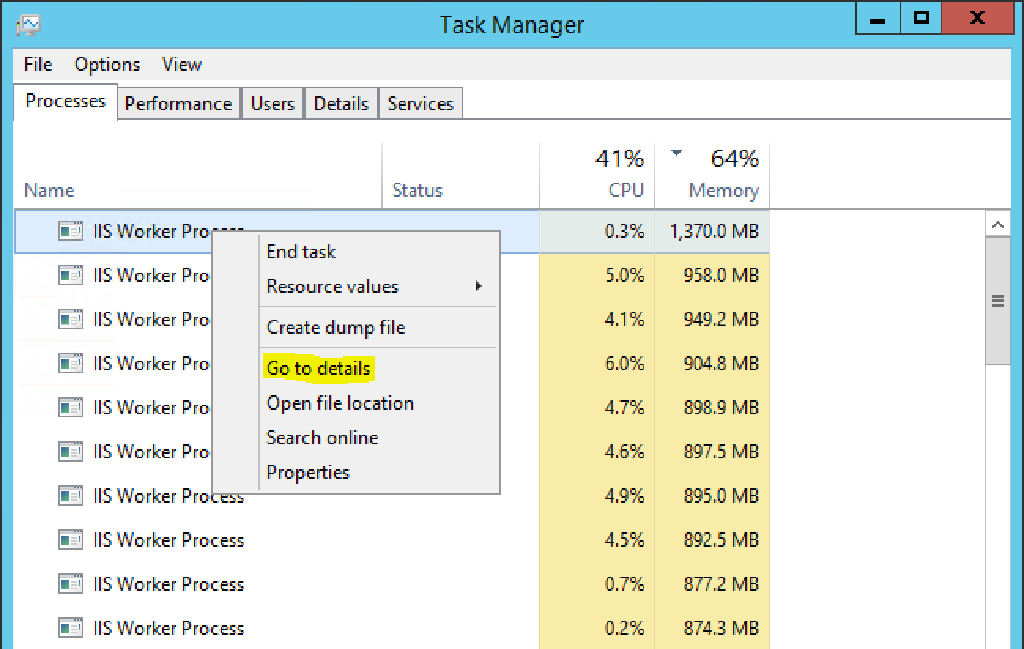 Task Manager
File Options View
Processes Performance Users Details Services
41% 64%
Name Status CPU Memory
IIS Worker Process 0.3% 1,370.0 MB
End task
IIS Worker Pro 5.0% 958.0 MB
Resource values
IIS Worker Pro 4.1% 949.2 MB
Create dump file
IIS Worker Pro 6.0% 904.8 MB
Go to details
IIS Worker Pro 4.7% 898.9 MB
Open file location
IIS Worker Pro 4.6% 897.5 MB
Search online
Properties
IIS Worker Process 4.9% 895.0 MB
IIS Worker Process 4.5% 892.5 MB
IIS Worker Process 0.7% 877.2 MB
IIS Worker Process 0.2% 874.3 MB